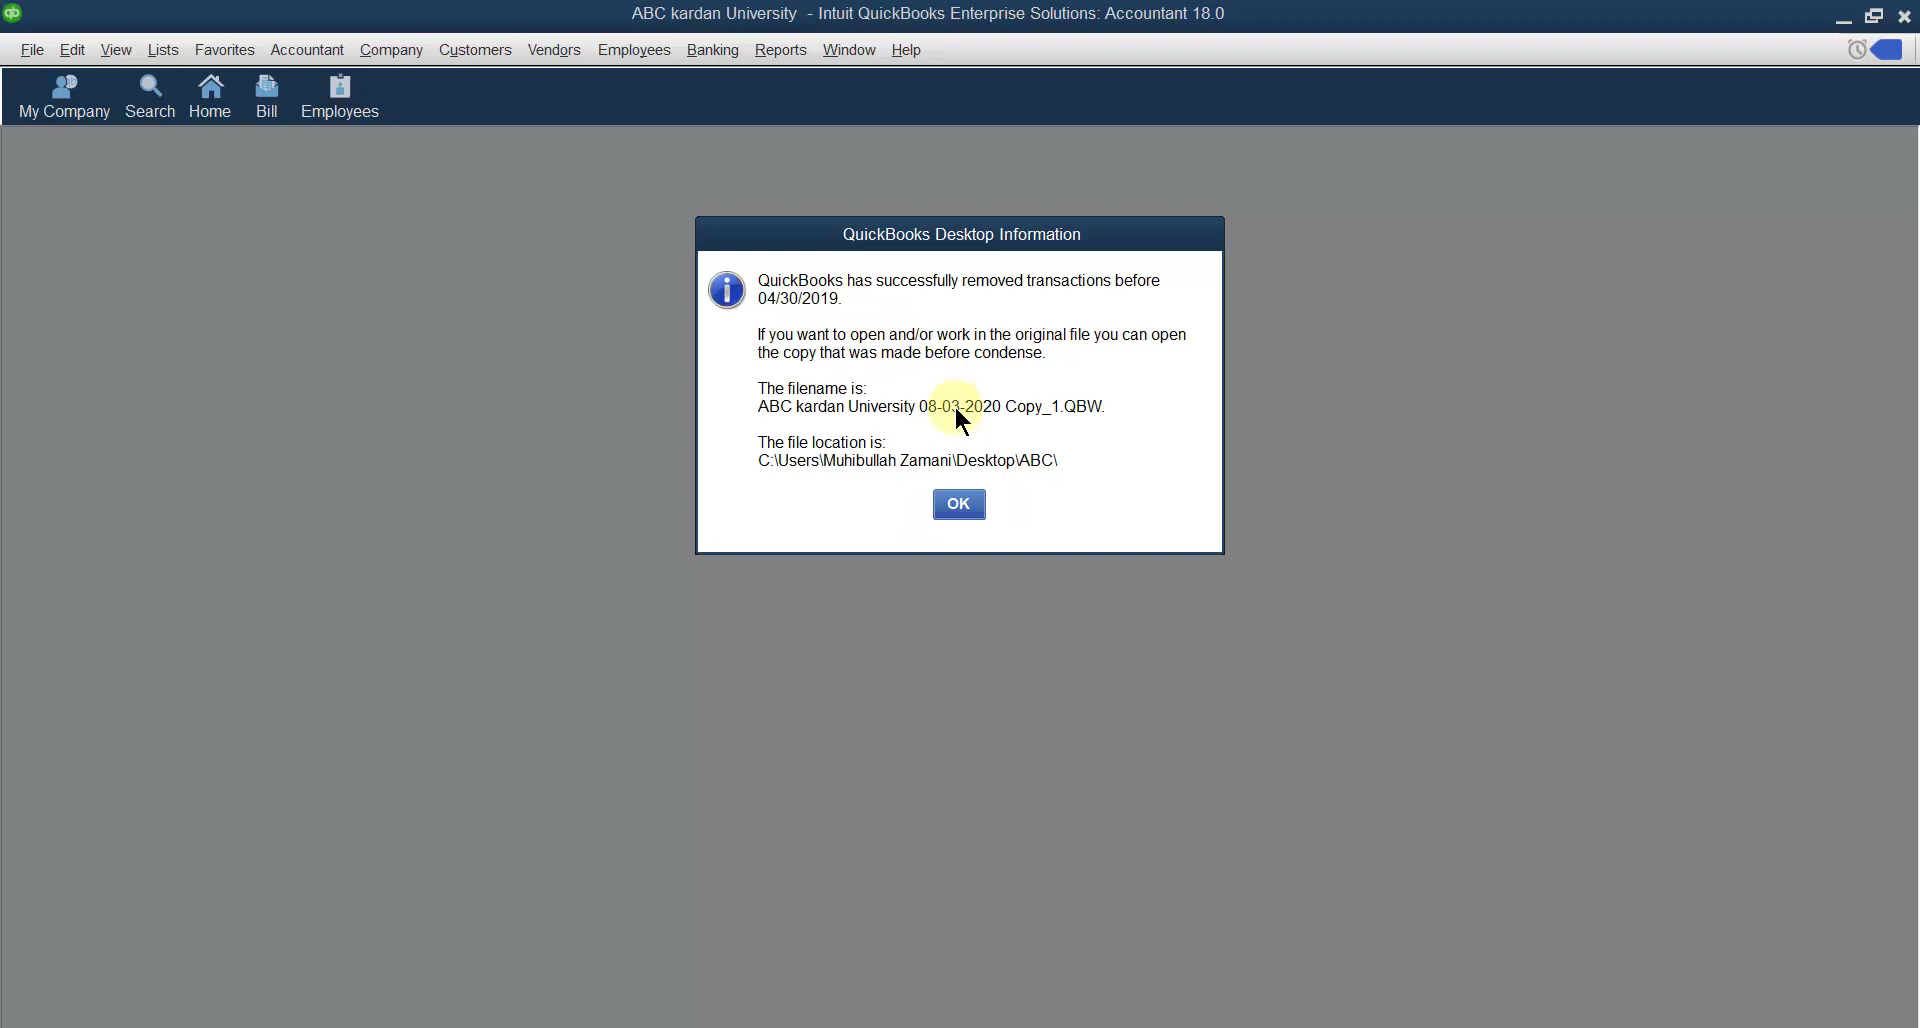 ABC kardan University - Intuit QuickBooks Enterprise Solutions: Accountant 18.0
File Edit View Lists Favorites Accountant Company Customers Vendors Employees Banking Reports Window Help
My Company Search Home Bill Employees
QuickBooks Desktop Information
QuickBooks has successfully removed transactions before
04/30/2019.
If you want to open and/or work in the original file you can open
the copy that was made before condense.
The filename is:
ABC kardan University 08-03-2020 Copy_1.QBW.
The file location is:
C:\Users\Muhibullah Zamani\Desktop\ABC\
OK